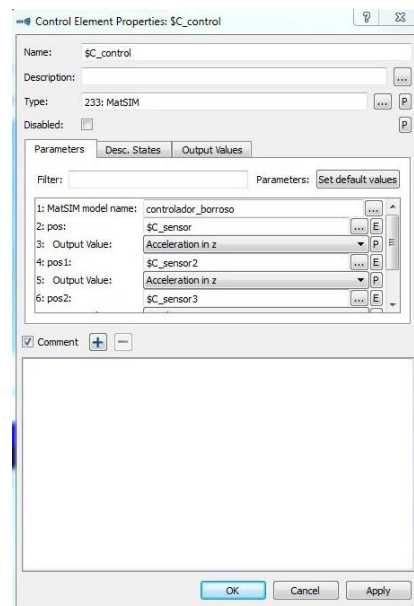 Control Element Properties: $C_control
Name: $C_control
Description: ...
Type: 233: MatSIM ... P
Disabled: P
Parameters Desc. States Output Values
Filter: Parameters: Set default values
1: MatSIM model name: controlador_borroso ...
2: pos: $C_sensor ... E
3: Output Value: Acceleration in z P
4: pos1: $C_sensor2 ... E
5: Output Value: Acceleration in z P
6: pos2: $C_sensor3 ... E
Comment
OK Cancel Apply